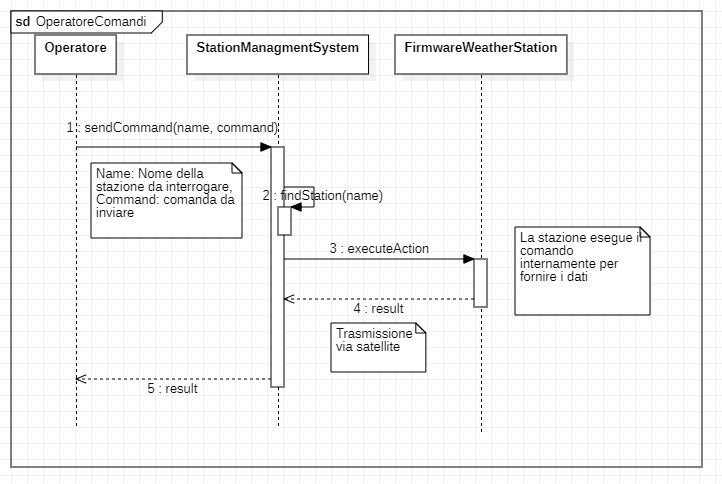 sd OperatoreComandi
Operatore
StationManagmentSystem
FirmwareWeatherStation
1 : sendCommand(name, command)
Name: Nome della
stazione da interrogare,
Command: comanda da
inviare
2 : findStation(name)
3 : executeAction
La stazione esegue il
comando
internamente per
fornire i dati
4 : result
Trasmissione
via satellite
5 : result